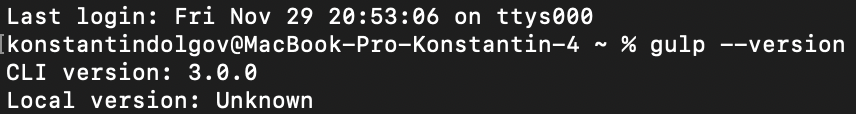 Last login: Fri Nov 29 20:53:06 on ttys000
[konstantindolgov@MacBook-Pro-Konstantin-4 ~ % gulp --version
CLI version: 3.0.0
Local version: Unknown